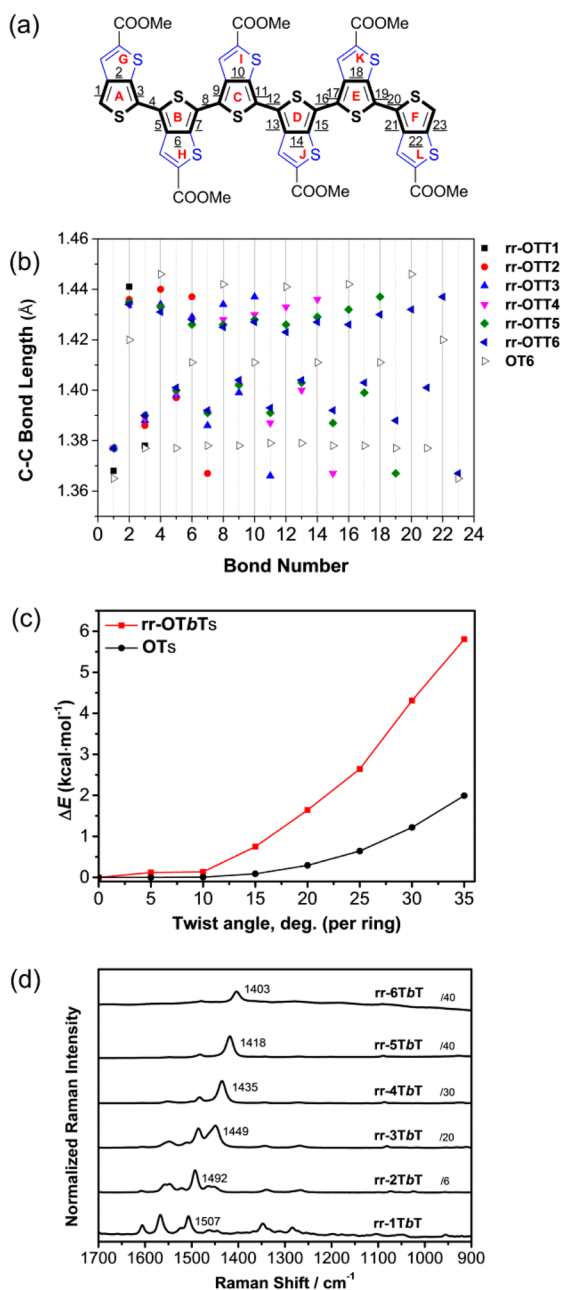 (a)
COOMe COOMe COOMe
G I K
S S S
1 2 3 9 10 11 17 18 19
A S C S E S
4 8 12 16 20
S B S D S F
5 6 7 13 14 15 21 22 23
H S J S L S
COOMe COOMe COOMe
(b)
C-C Bond Length (Å)
1.46
1.44
1.42
1.40
1.38
1.36
0 2 4 6 8 10 12 14 16 18 20 22 24
Bond Number
rr-OTT1
rr-OTT2
rr-OTT3
rr-OTT4
rr-OTT5
rr-OTT6
OT6
(c)
ΔE (kcal·mol-1)
6
5
4
3
2
1
0
rr-OTbTs
OTs
0 5 10 15 20 25 30 35
Twist angle, deg. (per ring)
(d)
Normalized Raman Intensity
1403 rr-6TbT /40
1418 rr-5TbT /40
1435 rr-4TbT /30
1449 rr-3TbT /20
1492 rr-2TbT /6
1507 rr-1TbT
1700 1600 1500 1400 1300 1200 1100 1000 900
Raman Shift / cm-1